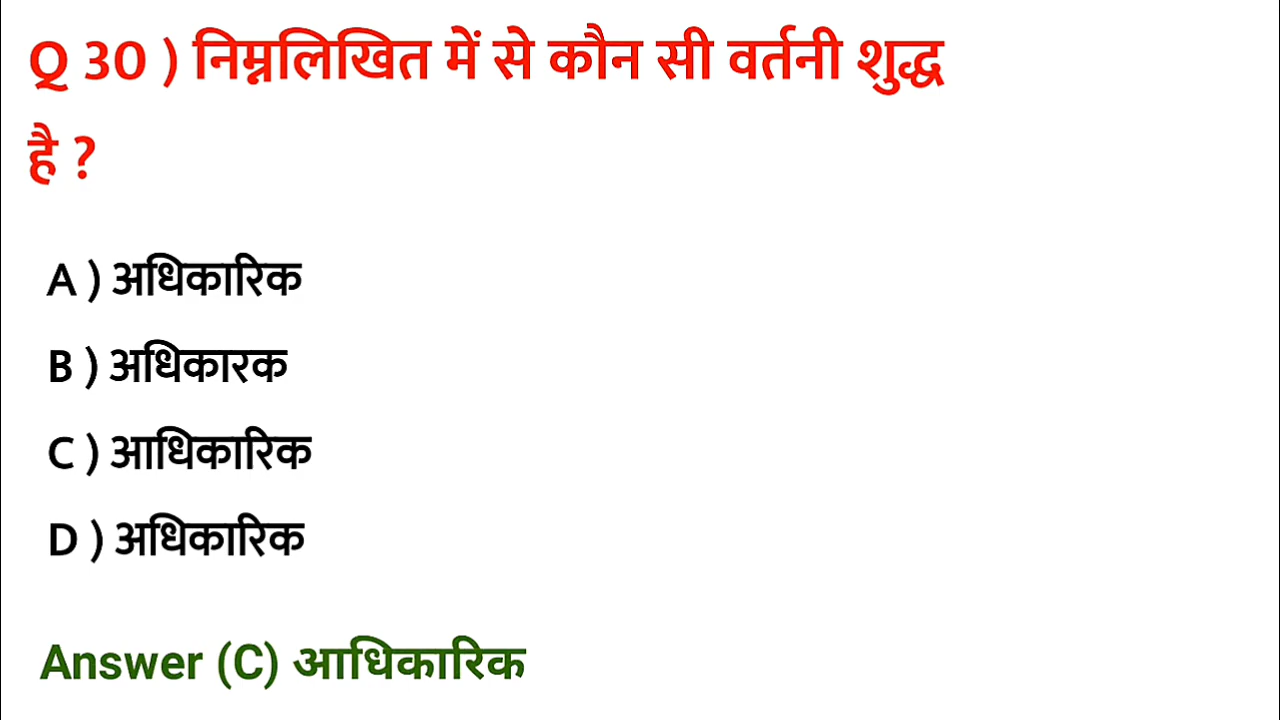 Q 30 ) निम्नलिखित में से कौन सी वर्तनी शुद्ध
है ?
A ) अधिकारिक
B ) अधिकारक
C ) आधिकारिक
D ) अधिकारिक
Answer (C) आधिकारिक